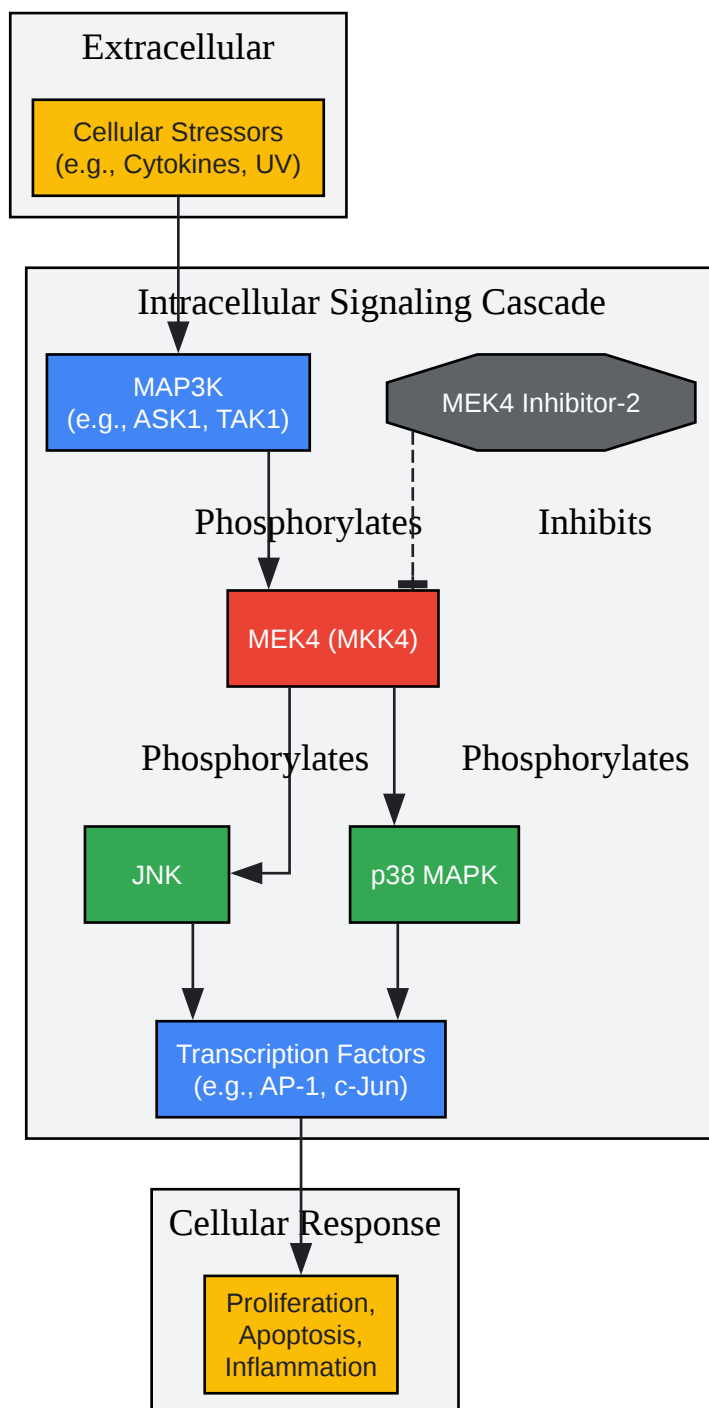 Extracellular
Cellular Stressors
(e.g., Cytokines, UV)
Intracellular Signaling Cascade
MAP3K
(e.g., ASK1, TAK1)
MEK4 Inhibitor-2
Phosphorylates
Inhibits
MEK4 (MKK4)
Phosphorylates
Phosphorylates
JNK
p38 MAPK
Transcription Factors
(e.g., AP-1, c-Jun)
Cellular Response
Proliferation,
Apoptosis,
Inflammation